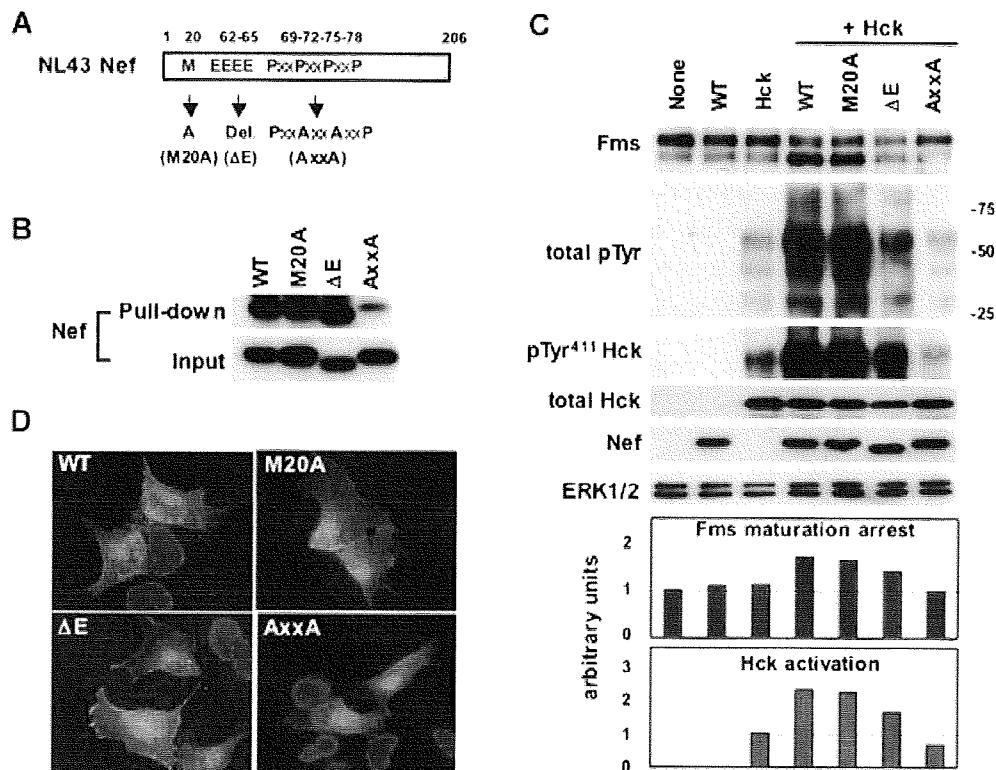 A
1 20 62-65 69-72-75-78 206
NL43 Nef
M EEEE PxxPxxPxxP
A Del. PxxAxxAxxP
(M20A) (ΔE) (AxxA)
B
WT M20A ΔE AxxA
Nef
Pull-down
Input
C
+ Hck
None WT Hck WT M20A ΔE AxxA
Fms
total pTyr
-75
-50
-25
pTyr411 Hck
total Hck
Nef
ERK1/2
Fms maturation arrest
2
1
0
arbitrary units
Hck activation
3
2
1
0
D
WT
M20A
ΔE
AxxA